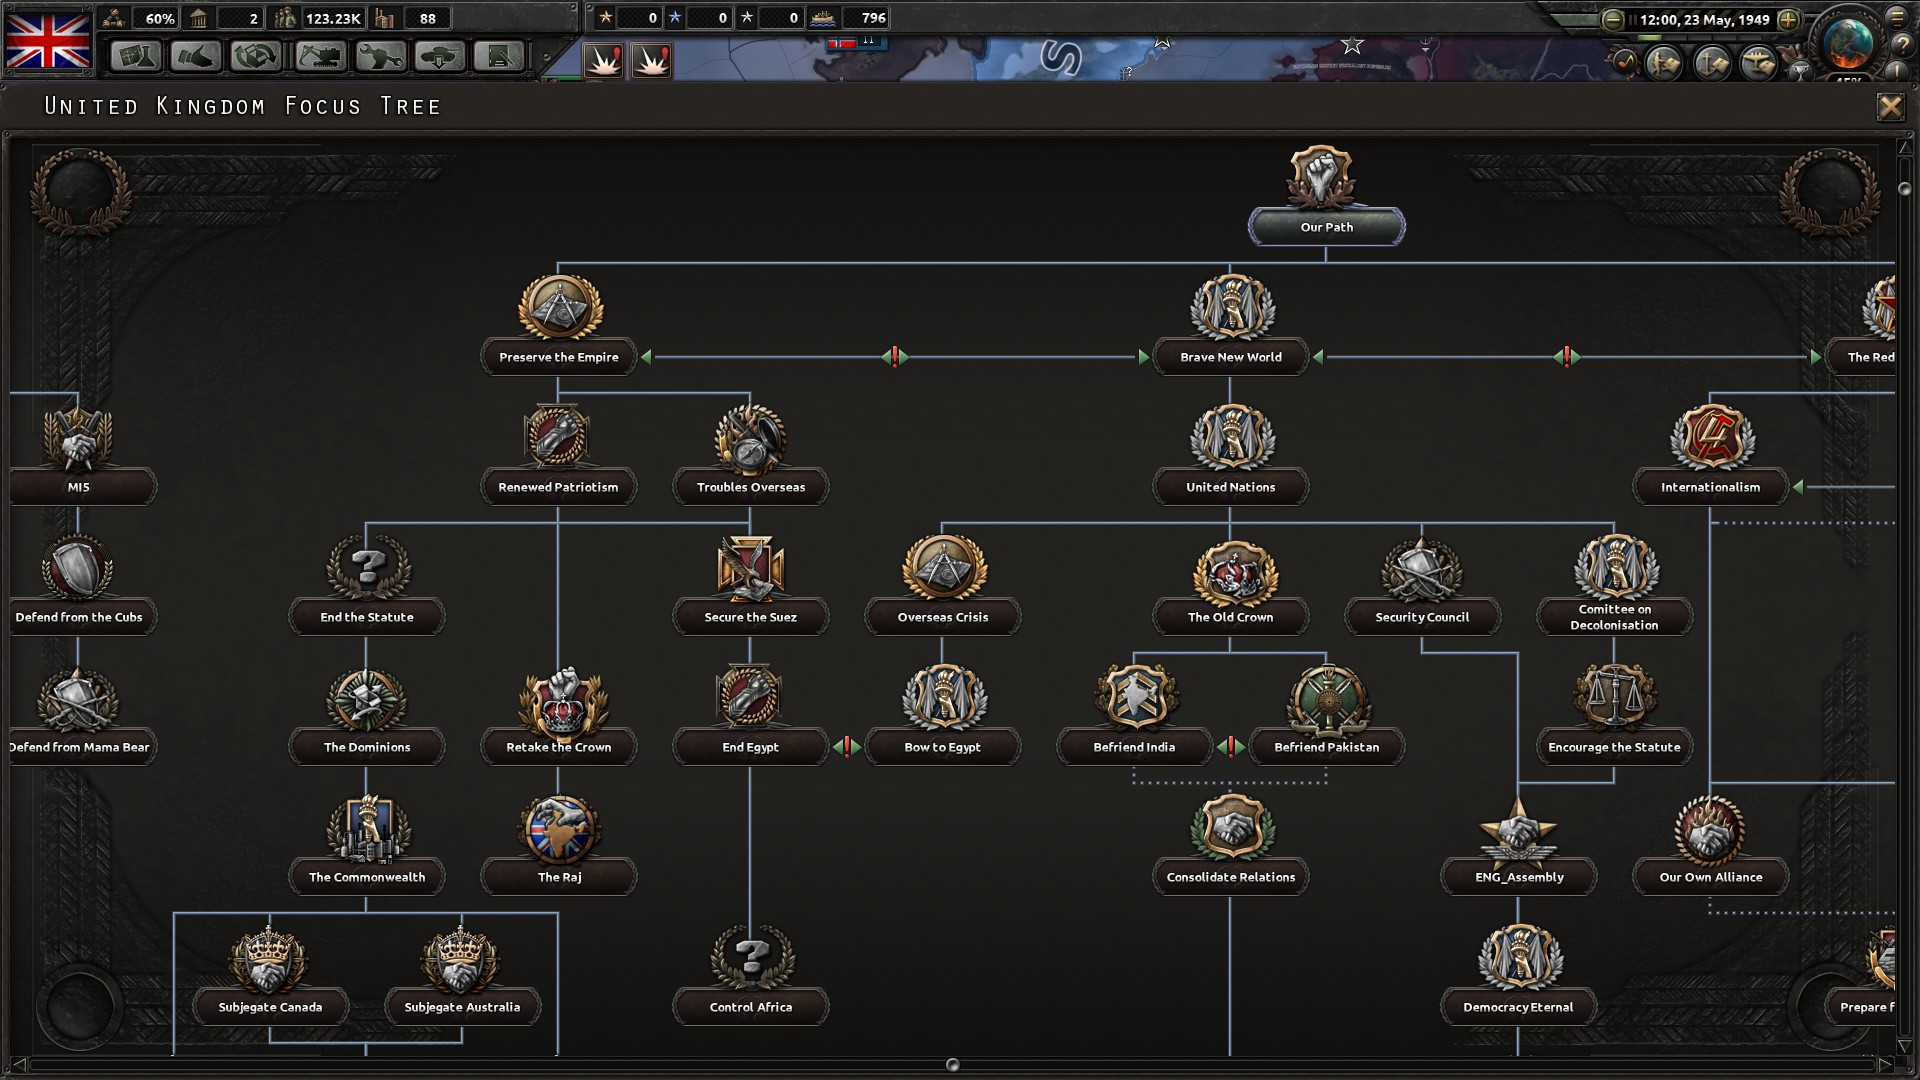 60%
2
123.23K
88
0
0
0
796
12:00, 23 May, 1949
11
United Kingdom Focus Tree
Our Path
Preserve the Empire
Brave New World
The Red
MI5
Renewed Patriotism
Troubles Overseas
United Nations
Internationalism
Defend from the Cubs
End the Statute
Secure the Suez
Overseas Crisis
The Old Crown
Security Council
Comittee on
Decolonisation
Defend from Mama Bear
The Dominions
Retake the Crown
End Egypt
Bow to Egypt
Befriend India
Befriend Pakistan
Encourage the Statute
The Commonwealth
The Raj
Consolidate Relations
ENG_Assembly
Our Own Alliance
Subjegate Canada
Subjegate Australia
Control Africa
Democracy Eternal
Prepare f